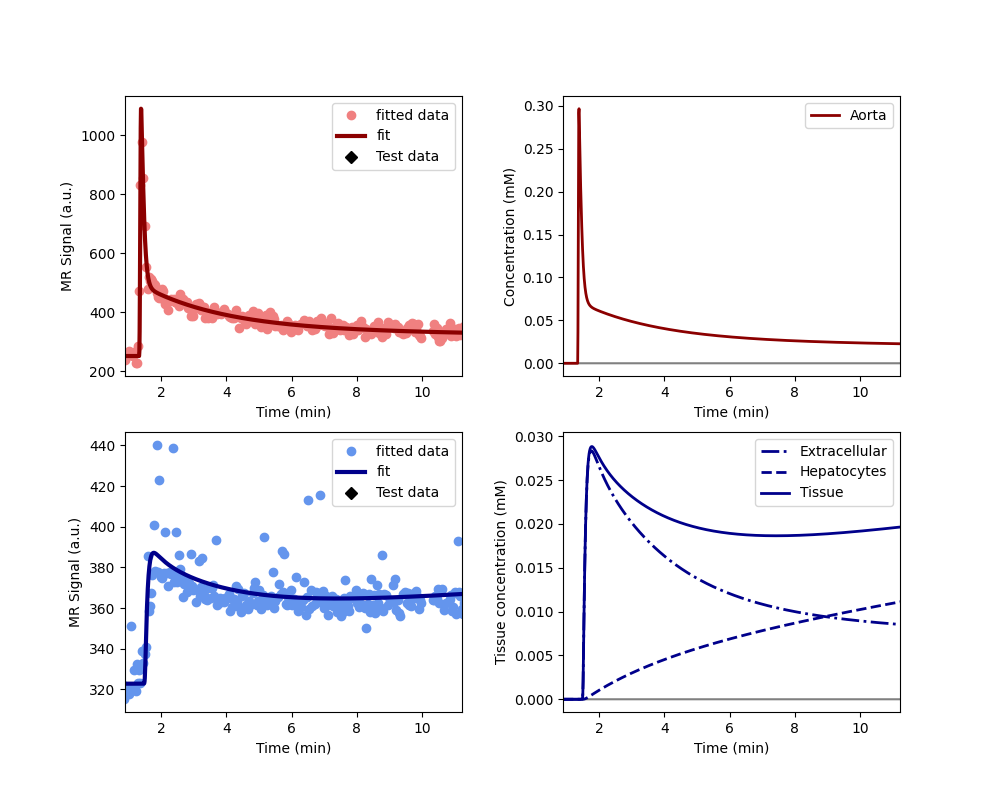 1000
800
600
400
200
MR Signal (a.u.)
fitted data
fit
Test data
2 4 6 8 10
Time (min)
0.30
0.25
0.20
0.15
0.10
0.05
0.00
Concentration (mM)
Aorta
2 4 6 8 10
Time (min)
440
420
400
380
360
340
320
MR Signal (a.u.)
fitted data
fit
Test data
2 4 6 8 10
Time (min)
0.030
0.025
0.020
0.015
0.010
0.005
0.000
Tissue concentration (mM)
Extracellular
Hepatocytes
Tissue
2 4 6 8 10
Time (min)